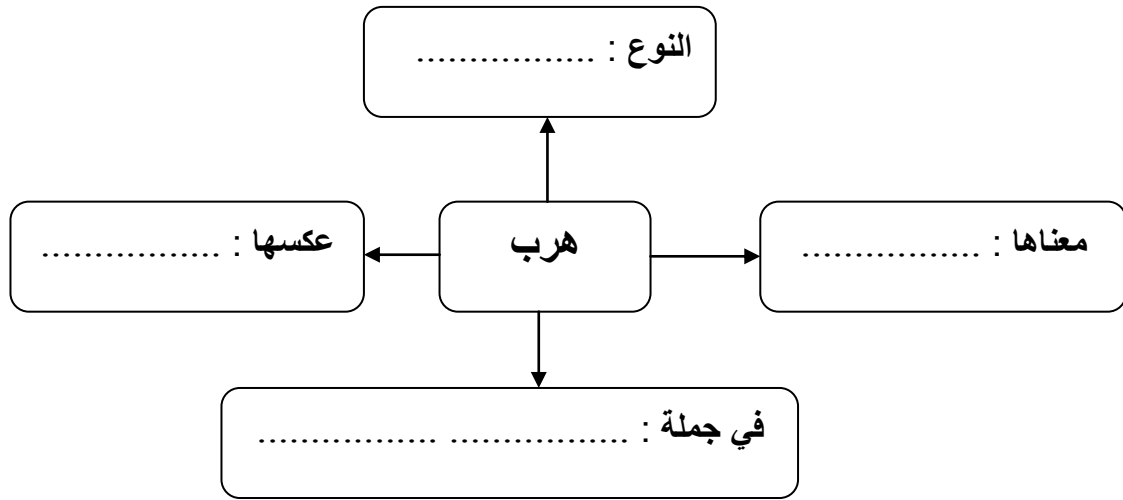 النوع : .................
معناها : .................
هرب
عكسها : .................
في جملة : ................. .................